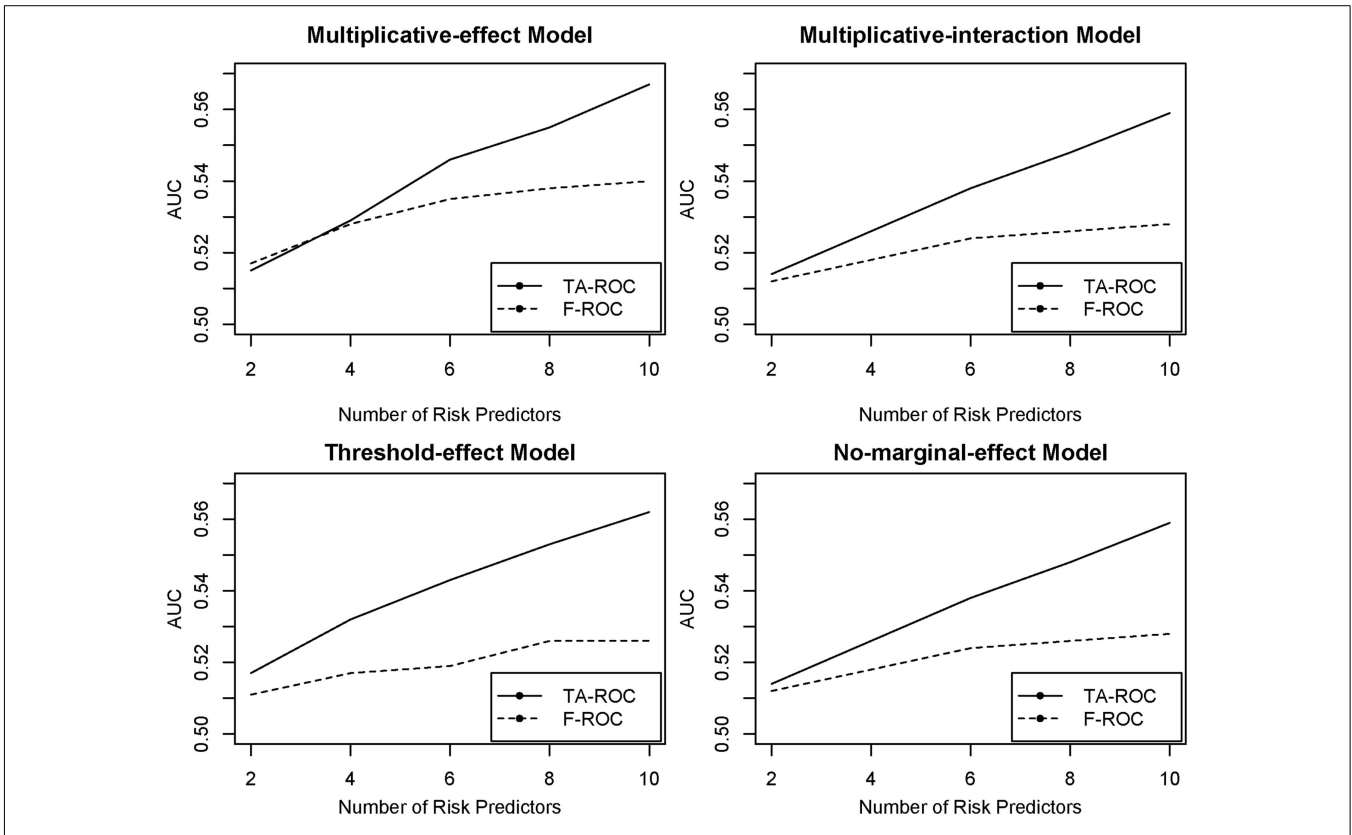 Multiplicative-effect Model
AUC
0.56
0.54
0.52
0.50
TA-ROC
F-ROC
2 4 6 8 10
Number of Risk Predictors
Multiplicative-interaction Model
AUC
0.56
0.54
0.52
0.50
TA-ROC
F-ROC
2 4 6 8 10
Number of Risk Predictors
Threshold-effect Model
AUC
0.56
0.54
0.52
0.50
TA-ROC
F-ROC
2 4 6 8 10
Number of Risk Predictors
No-marginal-effect Model
AUC
0.56
0.54
0.52
0.50
TA-ROC
F-ROC
2 4 6 8 10
Number of Risk Predictors